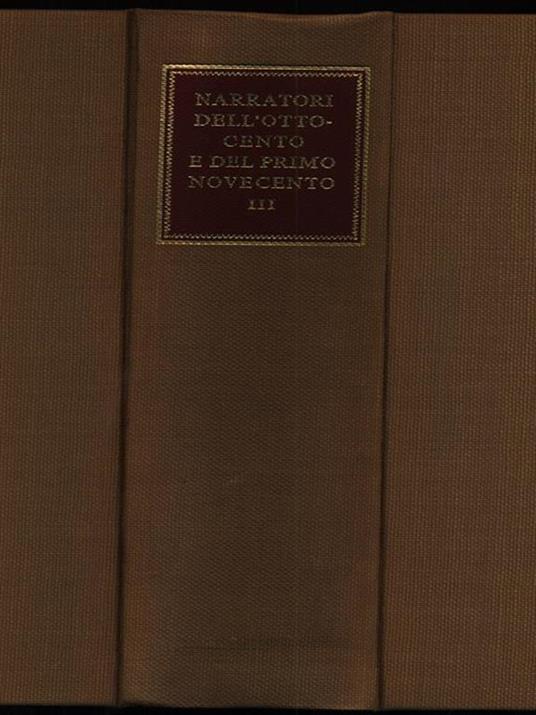 NARRATORI
DELL'OTTO-
CENTO
E DEL PRIMO
NOVECENTO
III